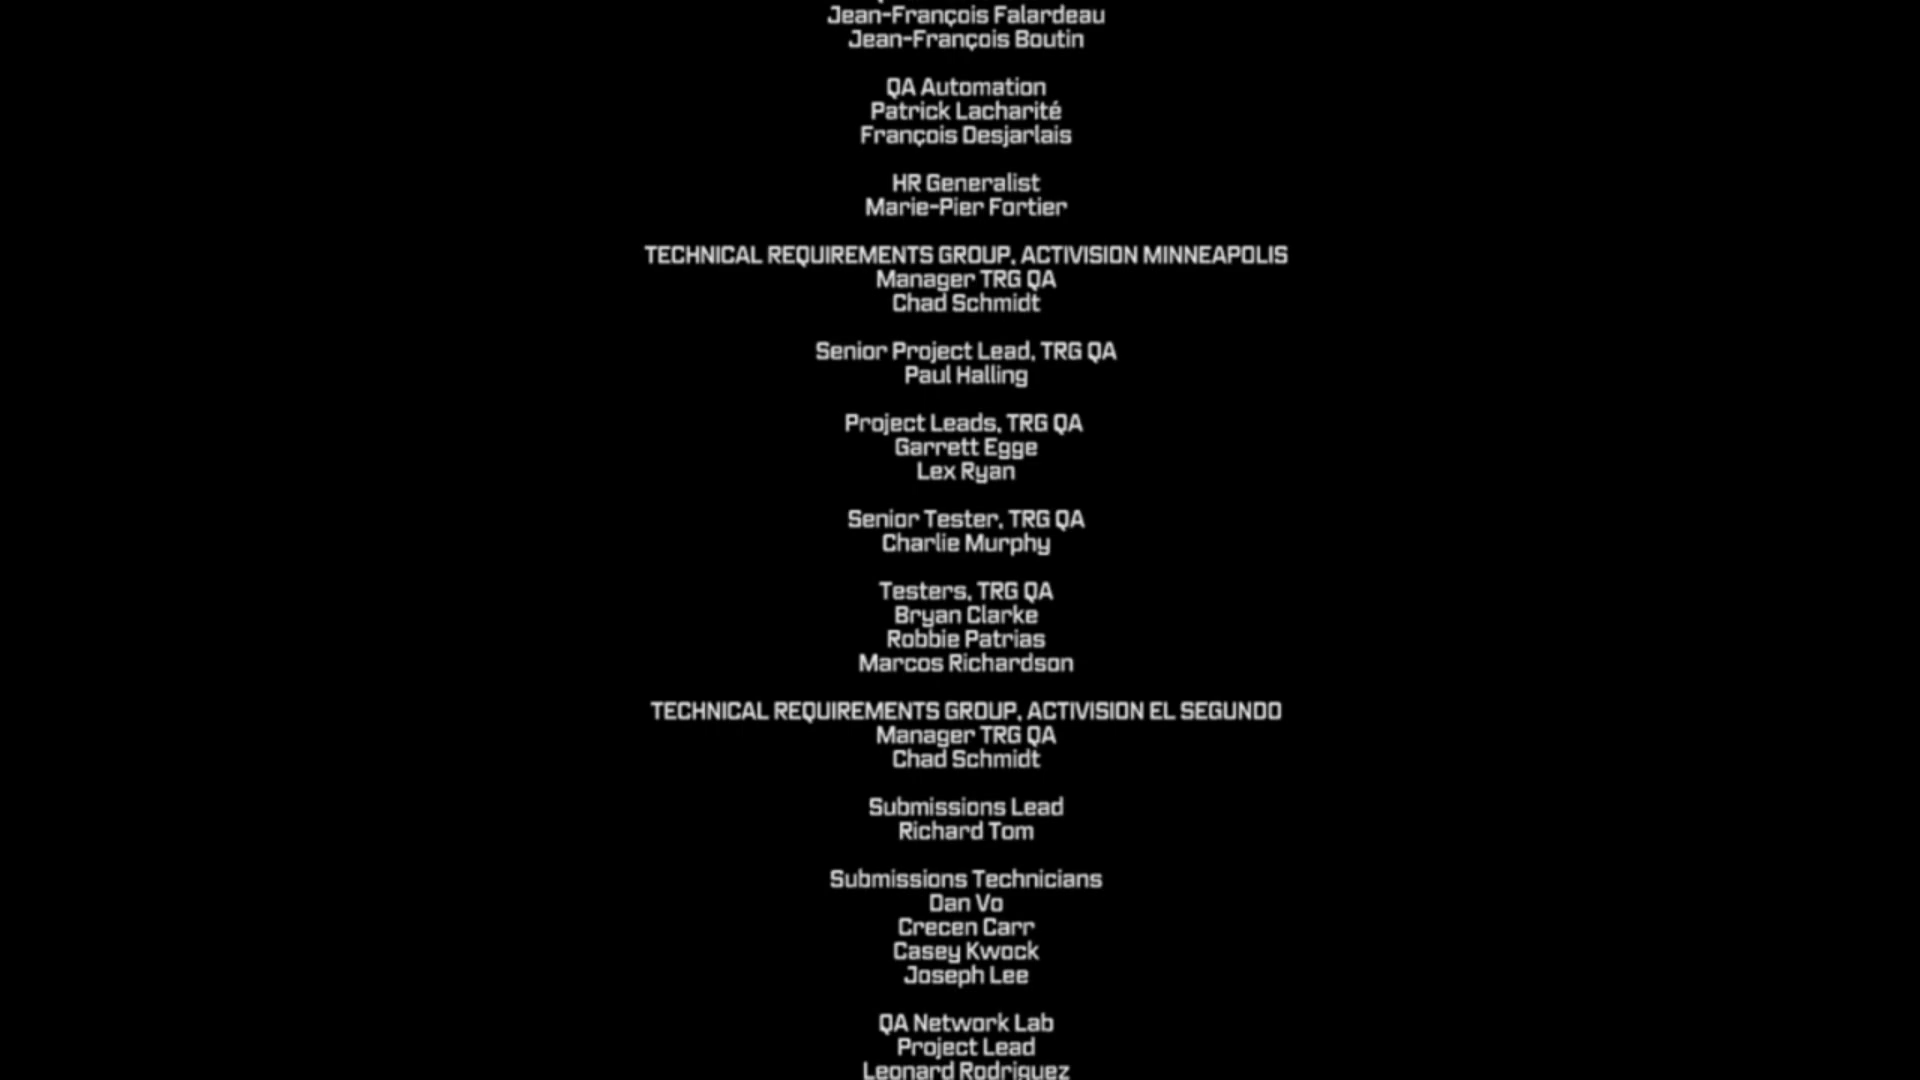 Jean-François Falardeau
Jean-François Boutin
QA Automation
Patrick Lacharité
François Desjarlais
HR Generalist
Marie-Pier Fortier
TECHNICAL REQUIREMENTS GROUP, ACTIVISION MINNEAPOLIS
Manager TRG QA
Chad Schmidt
Senior Project Lead, TRG QA
Paul Halling
Project Leads, TRG QA
Garrett Egge
Lex Ryan
Senior Tester, TRG QA
Charlie Murphy
Testers, TRG QA
Bryan Clarke
Robbie Patrias
Marcos Richardson
TECHNICAL REQUIREMENTS GROUP, ACTIVISION EL SEGUNDO
Manager TRG QA
Chad Schmidt
Submissions Lead
Richard Tom
Submissions Technicians
Dan Vo
Crecen Carr
Casey Kwock
Joseph Lee
QA Network Lab
Project Lead
Leonard Rodriguez